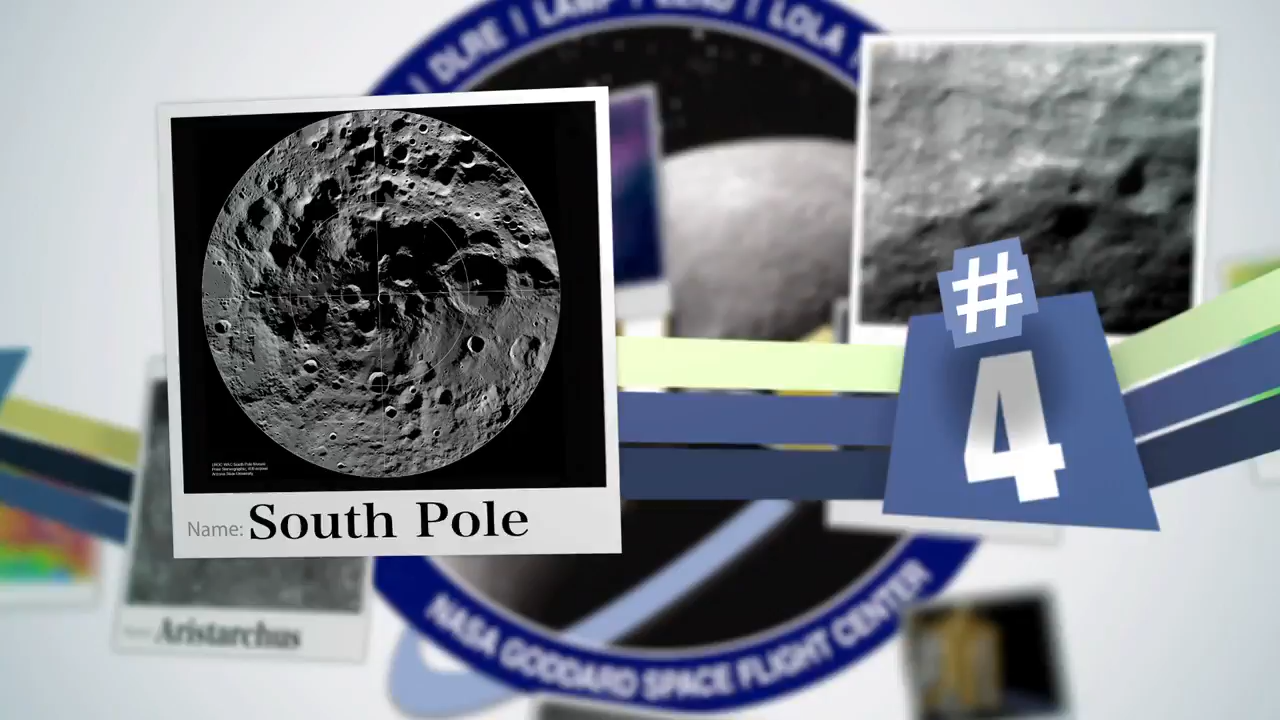 DLRE | LAMP | LEND | LOLA
Name: South Pole
#
4
Aristarchus
NASA GODDARD SPACE FLIGHT CENTER